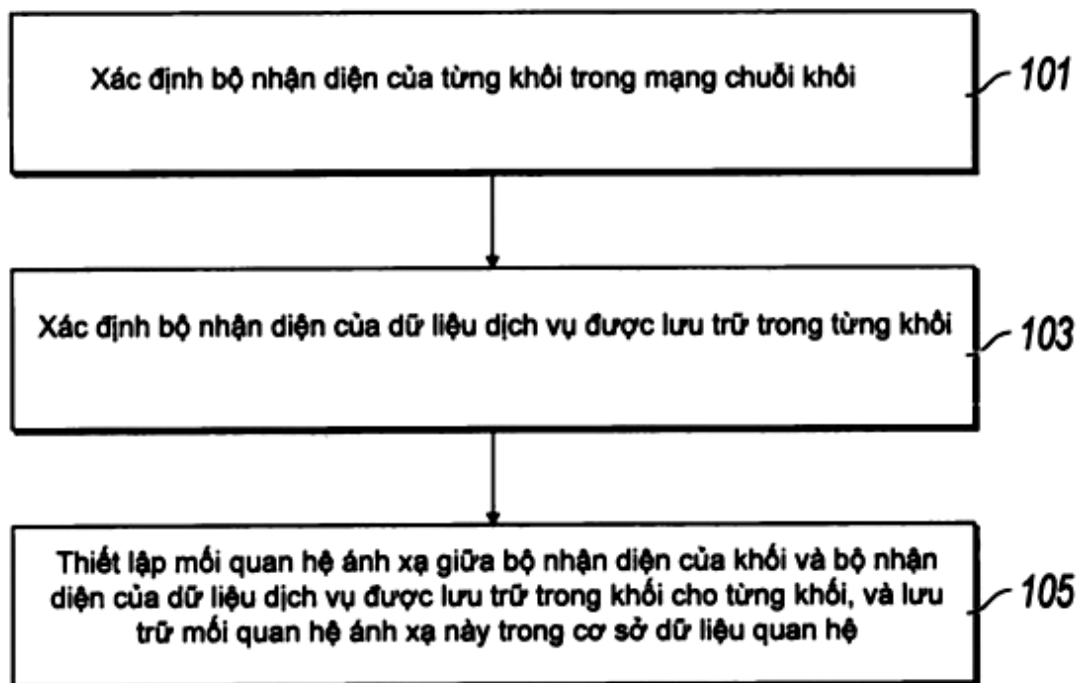 Xác định bộ nhận diện của từng khối trong mạng chuỗi khối
101
Xác định bộ nhận diện của dữ liệu dịch vụ được lưu trữ trong từng khối
103
Thiết lập mối quan hệ ánh xạ giữa bộ nhận diện của khối và bộ nhận
diện của dữ liệu dịch vụ được lưu trữ trong khối cho từng khối, và lưu
trữ mối quan hệ ánh xạ này trong cơ sở dữ liệu quan hệ
105